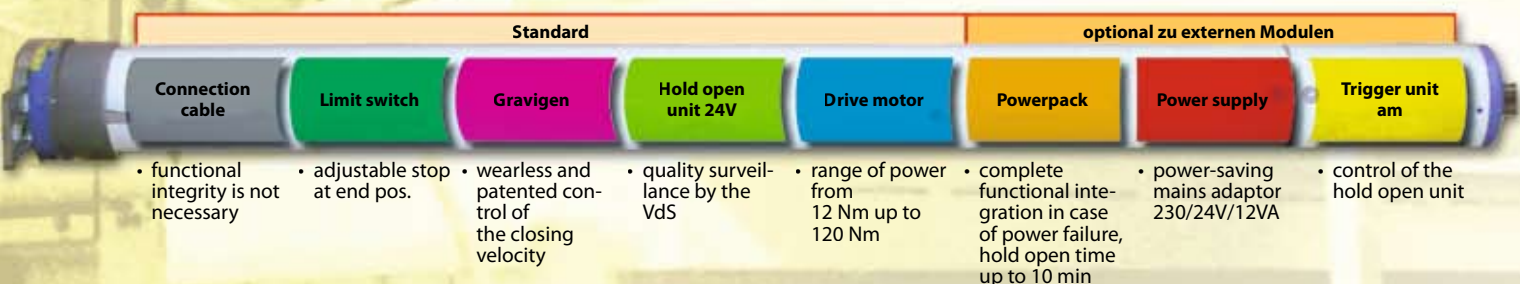 Standard
optional zu externen Modulen
Connection
cable
Limit switch
Gravigen
Hold open
unit 24V
Drive motor
Powerpack
Power supply
Trigger unit
am
• functional
integrity is not
necessary
• adjustable stop
at end pos.
• wearless and
patented con-
trol of
the closing
velocity
• quality surveil-
lance by the
VdS
• range of power
from
12 Nm up to
120 Nm
• complete
functional inte-
gration in case
of power failure,
hold open time
up to 10 min
• power-saving
mains adaptor
230/24V/12VA
• control of the
hold open unit